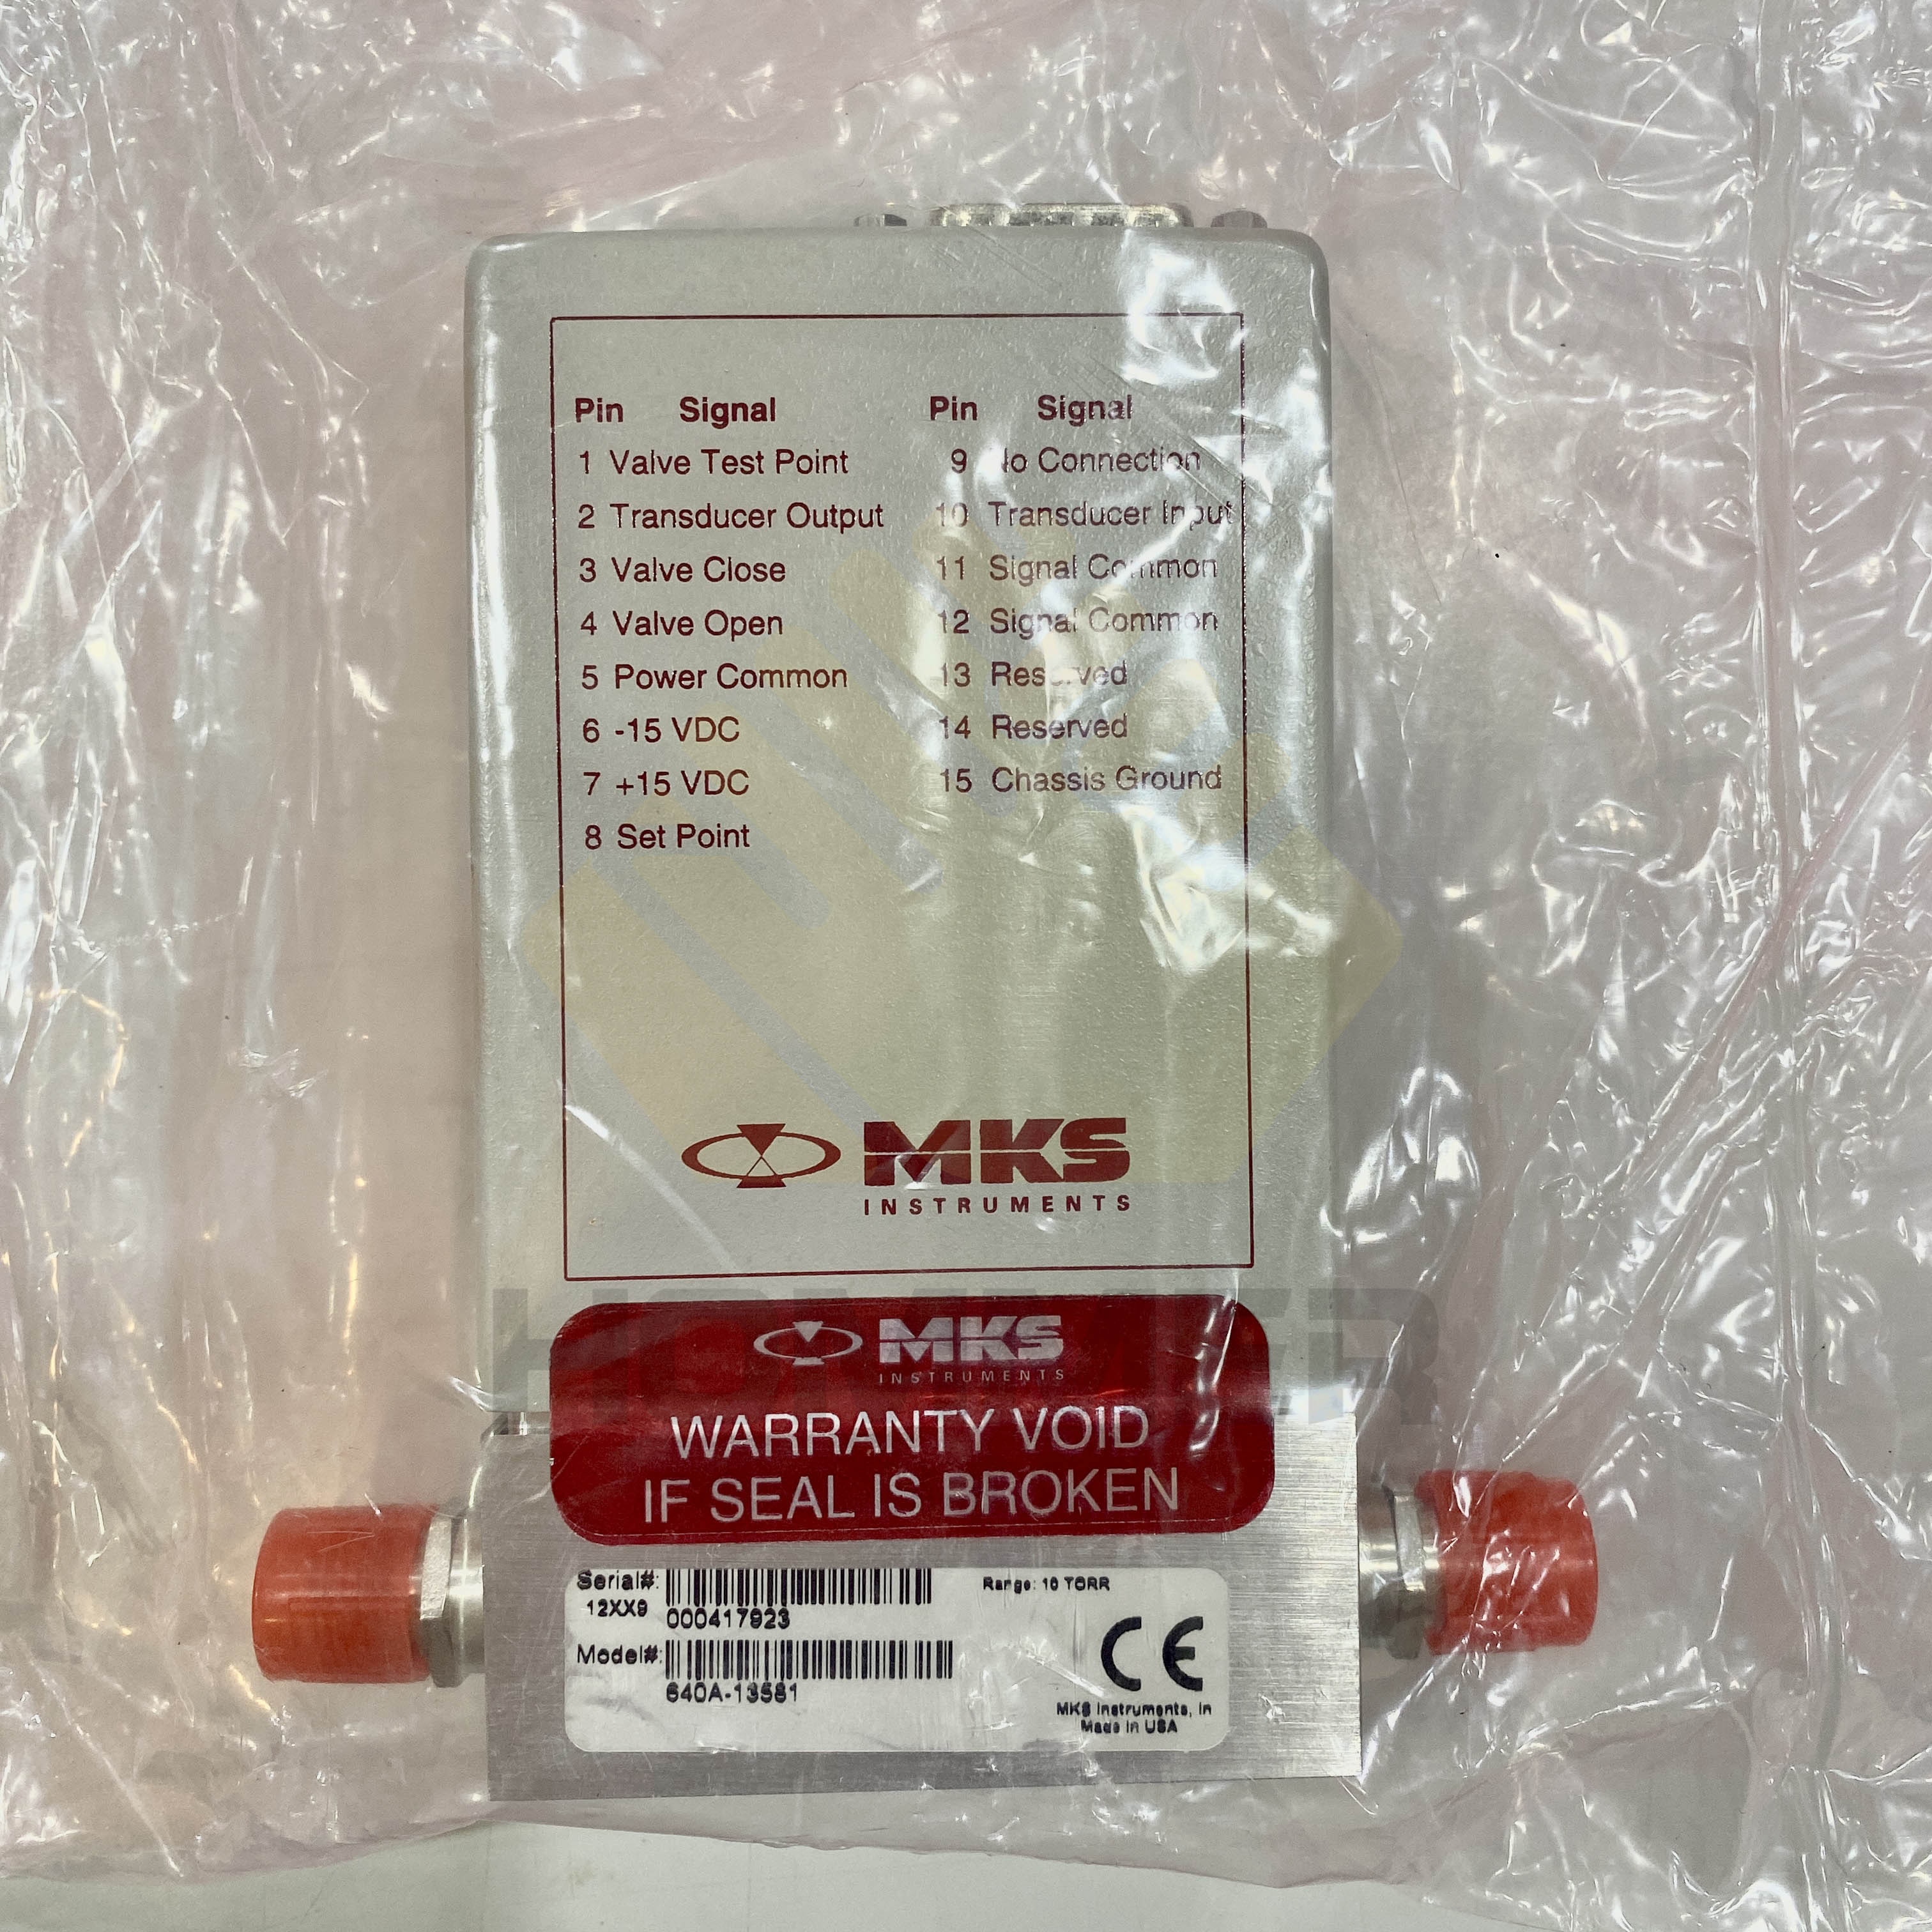 Pin Signal
1 Valve Test Point
2 Transducer Output
3 Valve Close
4 Valve Open
5 Power Common
6 -15 VDC
7 +15 VDC
8 Set Point
Pin Signal
9 No Connection
10 Transducer Input
11 Signal Common
12 Signal Common
13 Reserved
14 Reserved
15 Chassis Ground
MKS
INSTRUMENTS
MKS
INSTRUMENTS
WARRANTY VOID
IF SEAL IS BROKEN
Serial#:
12XX9 000417923
Range: 10 TORR
Model#:
640A-13581
CE
MKS Instruments, In
Made in USA